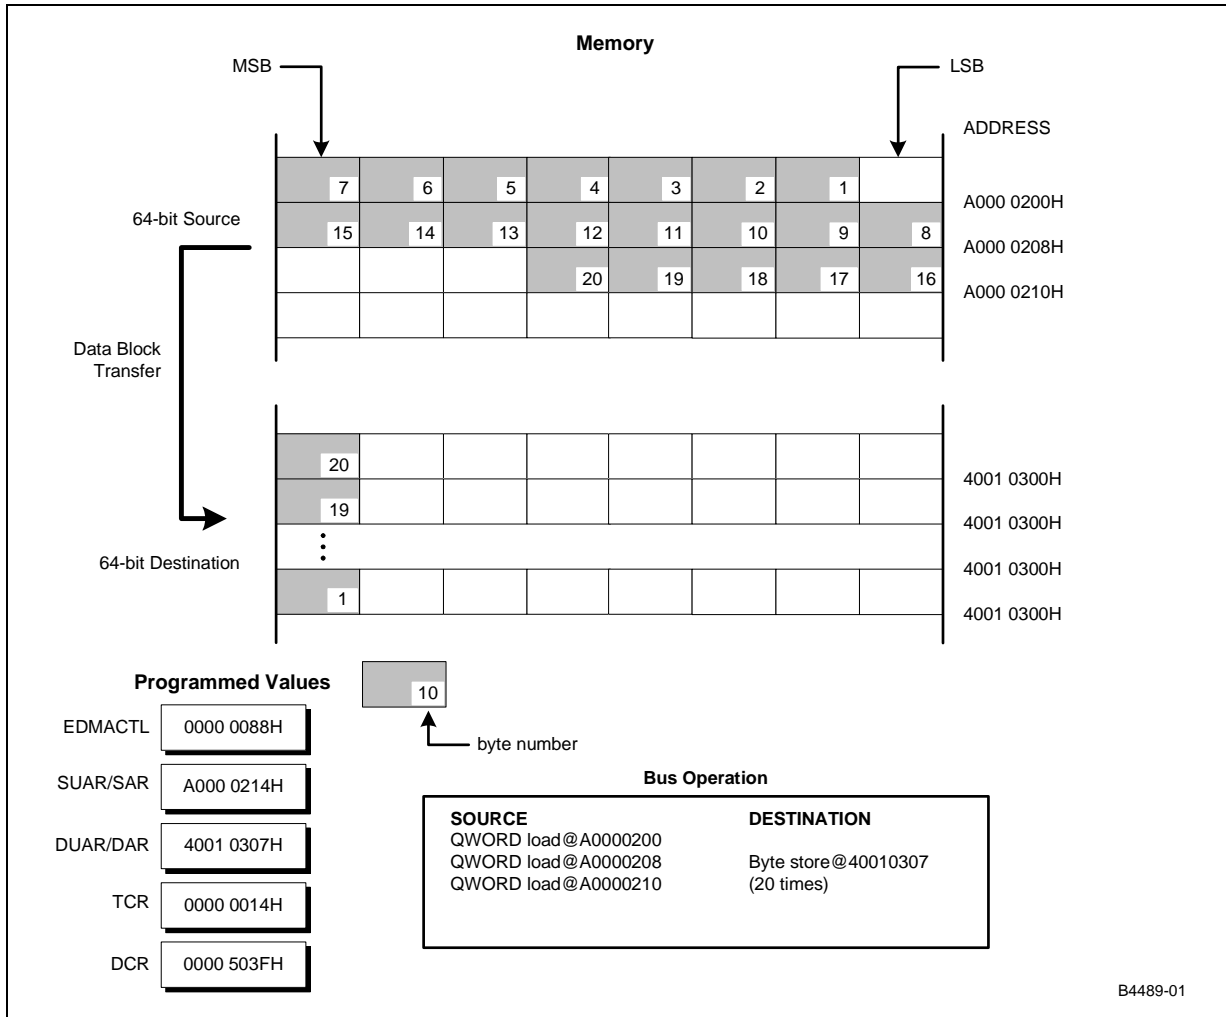 Memory
MSB
LSB
ADDRESS
7 6 5 4 3 2 1
A000 0200H
64-bit Source
15 14 13 12 11 10 9 8
A000 0208H
20 19 18 17 16
A000 0210H
Data Block
Transfer
20
4001 0300H
19
4001 0300H
64-bit Destination
4001 0300H
1
4001 0300H
Programmed Values
10
byte number
EDMACTL 0000 0088H
SUAR/SAR A000 0214H
DUAR/DAR 4001 0307H
TCR 0000 0014H
DCR 0000 503FH
Bus Operation
SOURCE DESTINATION
QWORD load@A0000200
QWORD load@A0000208 Byte store@40010307
QWORD load@A0000210 (20 times)
B4489-01